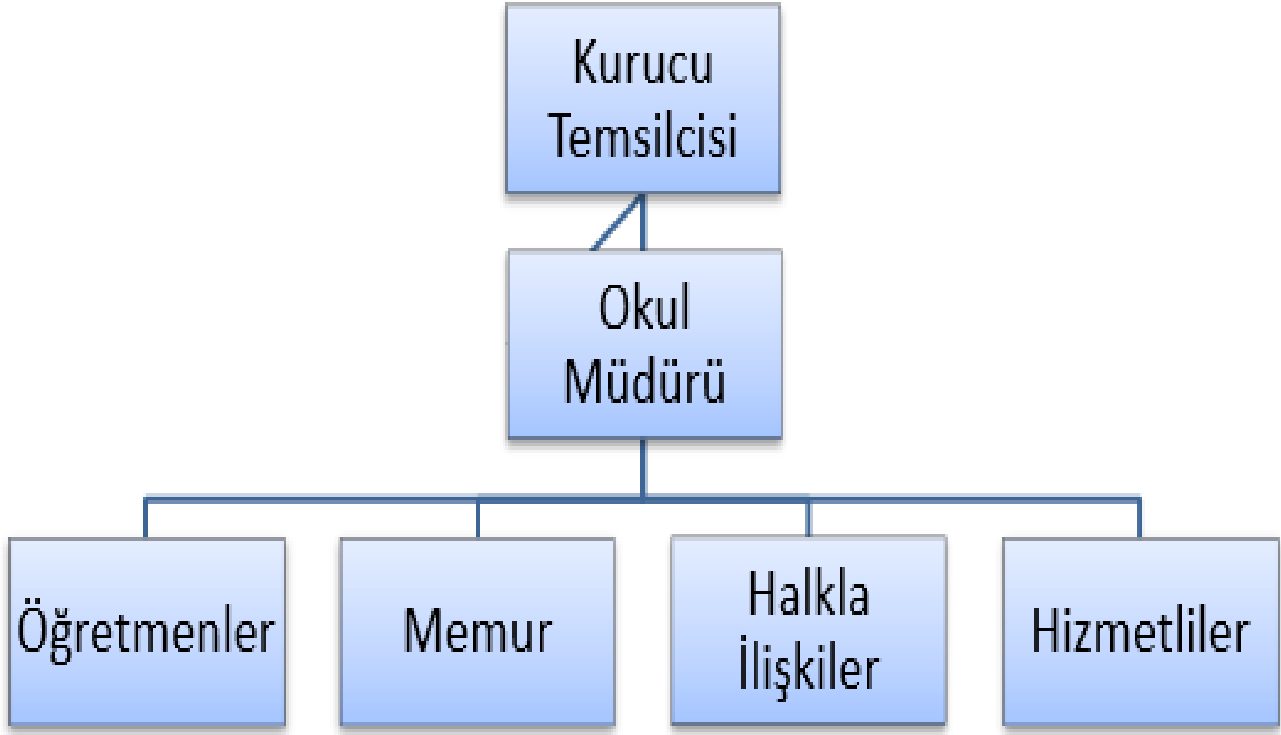 Kurucu
Temsilcisi
Okul
Müdürü
Öğretmenler
Memur
Halkla
İlişkiler
Hizmetliler